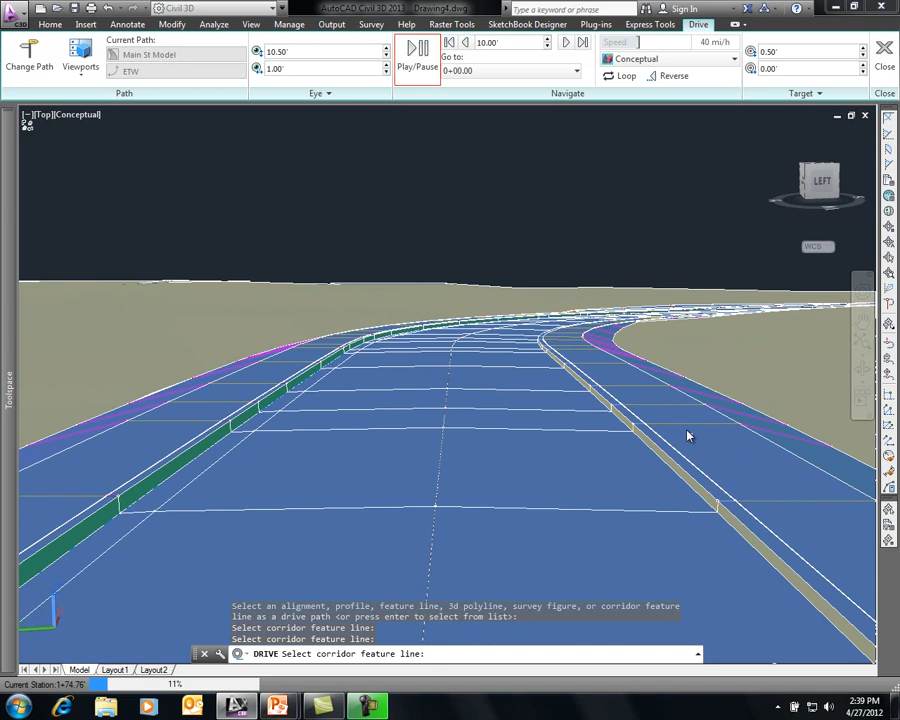 C3D
Civil 3D
AutoCAD Civil 3D 2013
Drawing4.dwg
Type a keyword or phrase
Sign In
Home Insert Annotate Modify Analyze View Manage Output Survey Help Raster Tools SketchBook Designer Plug-ins Express Tools Drive
Change Path
Viewports
Current Path:
Main St Model
ETW
Path
10.50'
1.00'
Eye
Play/Pause
10.00'
Go to:
0+00.00
Navigate
Speed 40 mi/h
Conceptual
Loop Reverse
0.50'
0.00'
Target
Close
Close
[−][Top][Conceptual]
LEFT
WCS
Toolspace
Select an alignment, profile, feature line, 3d polyline, survey figure, or corridor feature
line as a drive path <or press enter to select from list>:
Select corridor feature line:
Select corridor feature line:
DRIVE Select corridor feature line:
Model Layout1 Layout2
Current Station:1+74.76' 11%
2:39 PM
4/27/2012